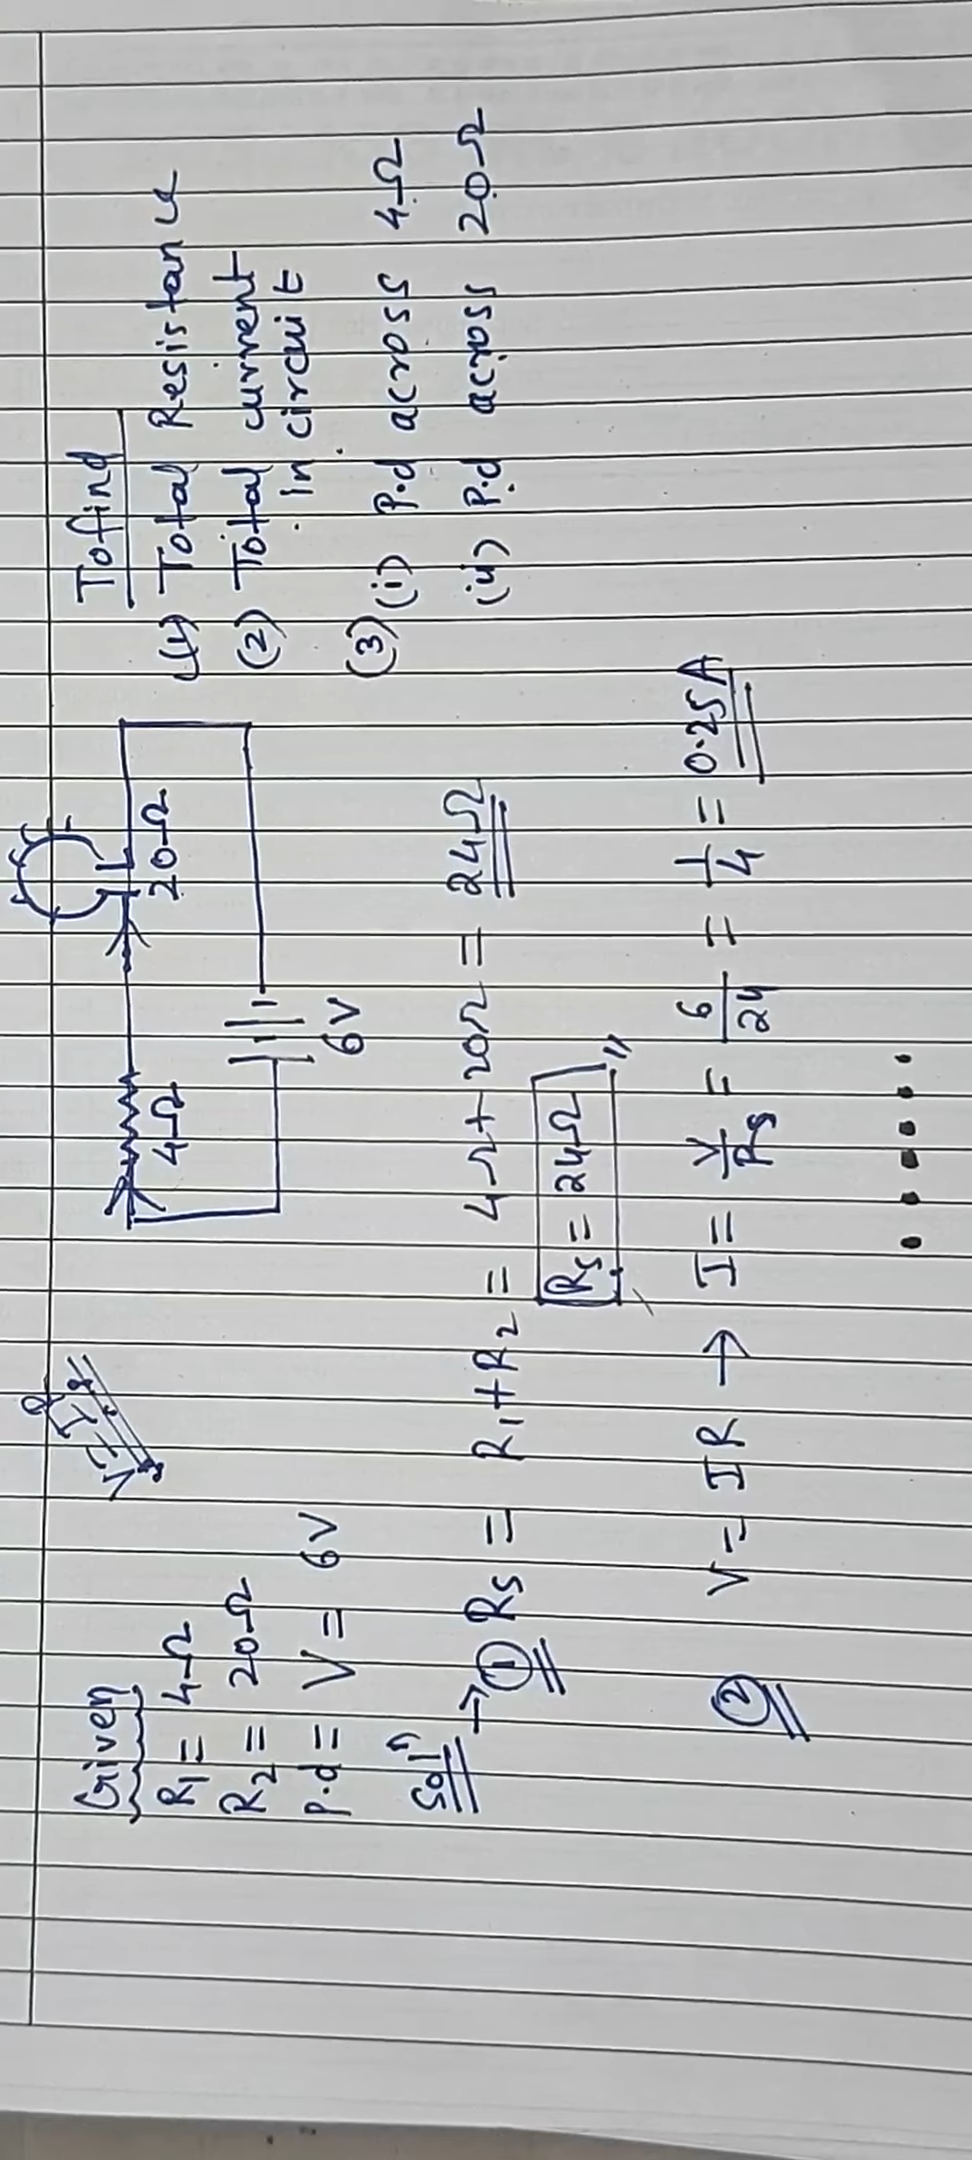 Given
R1 = 4Ω
R2 = 20Ω
P.d = V = 6V
4Ω
20Ω
6V
To find
(1) Total Resistance
(2) Total current
in circuit
(3) (i) P.d across 4Ω
(ii) P.d across 20Ω
Solⁿ → ① Rs = R1 + R2 = 4Ω + 20Ω = 24Ω
Rs = 24Ω
② V = IR → I = V/Rs = 6/24 = 1/4 = 0.25A